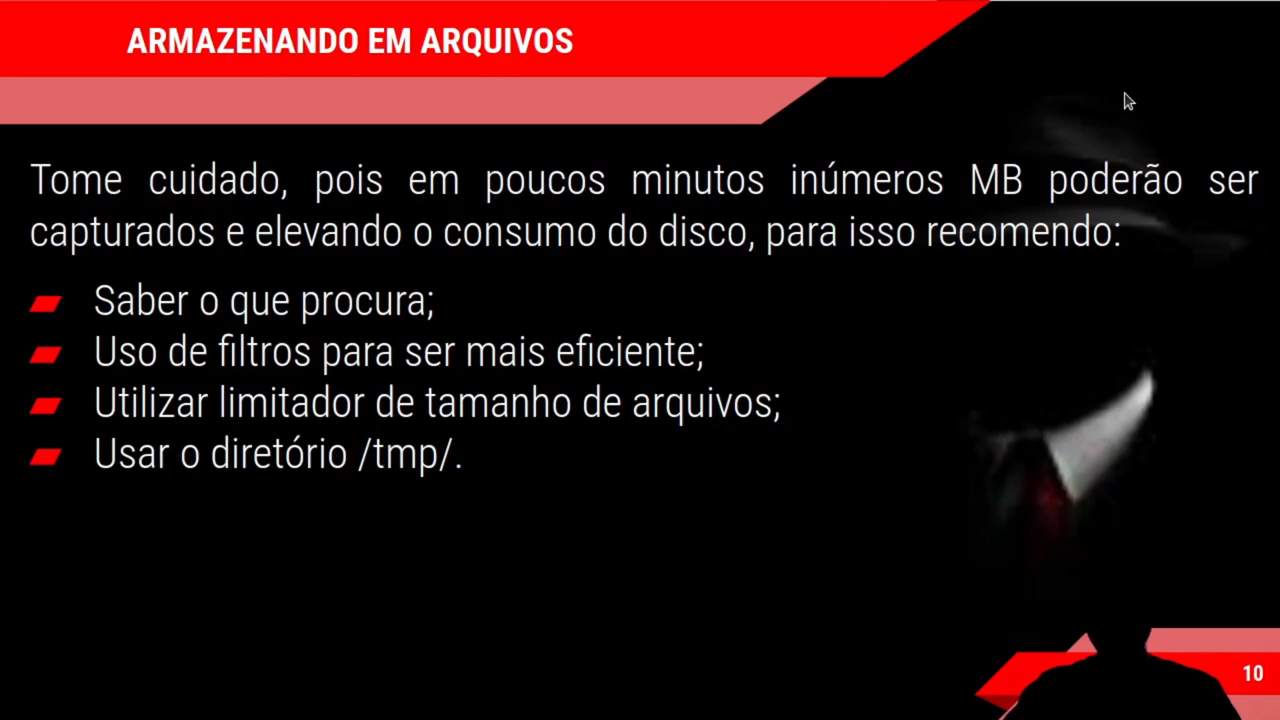 ARMAZENANDO EM ARQUIVOS
Tome cuidado, pois em poucos minutos inúmeros MB poderão ser
capturados e elevando o consumo do disco, para isso recomendo:
Saber o que procura;
Uso de filtros para ser mais eficiente;
Utilizar limitador de tamanho de arquivos;
Usar o diretório /tmp/.
10